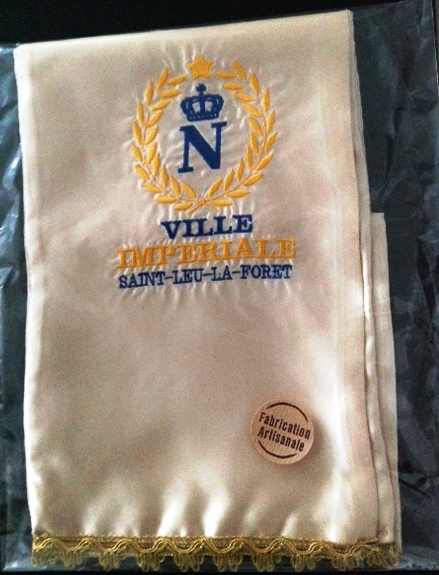 N
VILLE
IMPERIALE
SAINT-LEU-LA-FORET
Fabrication
Artisanale